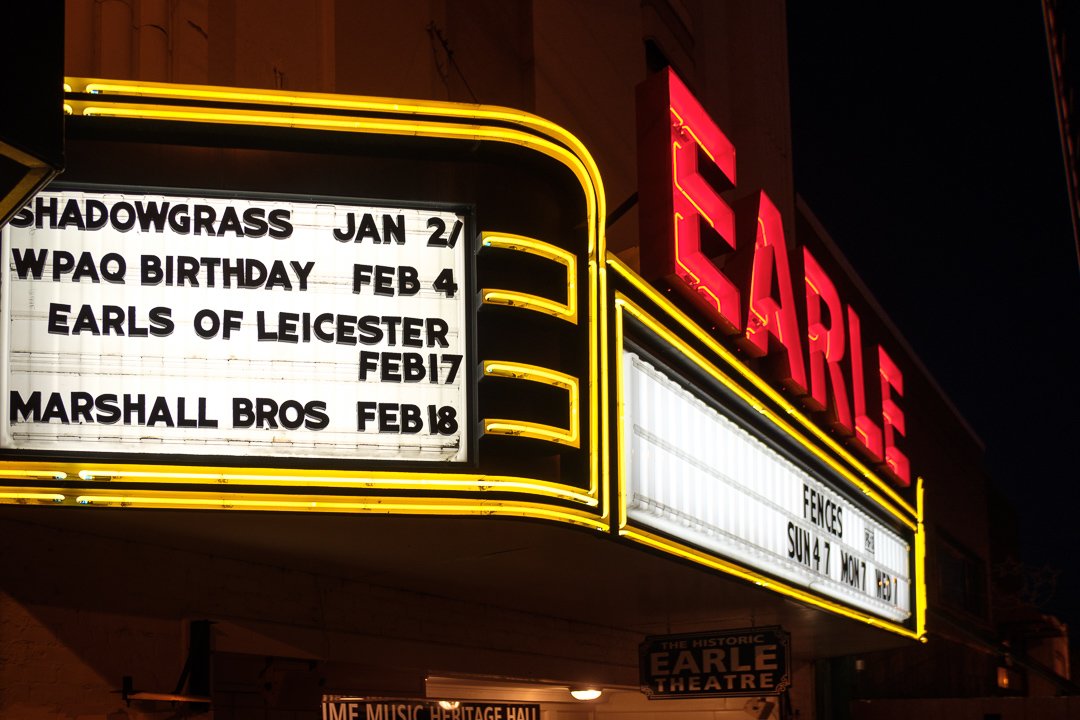 SHADOWGRASS JAN 2/
WPAQ BIRTHDAY FEB 4
EARLS OF LEICESTER
FEB17
MARSHALL BROS FEB18
EARLE
FENCES
SUN 4 7 MON 7 WED 1
THE HISTORIC
EARLE
THEATRE
MUSIC HERITAGE HALL